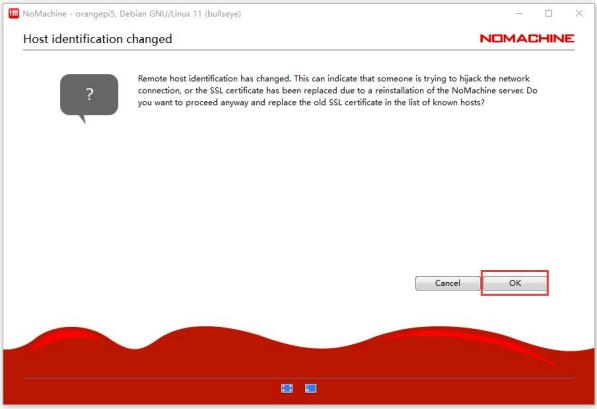 !M NoMachine - orangepi5, Debian GNU/Linux 11 (bullseye)
Host identification changed
NOMACHINE
?
Remote host identification has changed. This can indicate that someone is trying to hijack the network
connection, or the SSL certificate has been replaced due to a reinstallation of the NoMachine server. Do
you want to proceed anyway and replace the old SSL certificate in the list of known hosts?
Cancel
OK